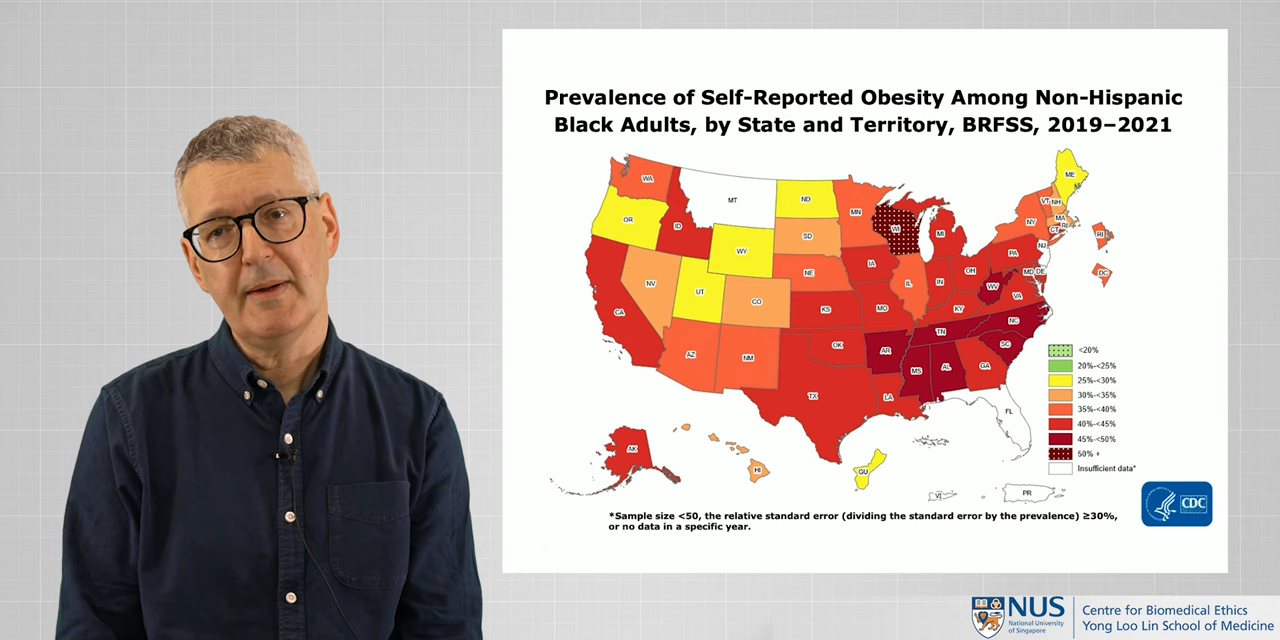 Prevalence of Self-Reported Obesity Among Non-Hispanic
Black Adults, by State and Territory, BRFSS, 2019–2021
WA
MT
ND
MN
ME
VT
NH
OR
ID
SD
WI
MI
NY
MA
CT
RI
RI
WY
NE
IA
PA
NJ
NV
UT
CO
IL
IN
OH
MD
DE
DC
CA
KS
MO
KY
WV
VA
AZ
NM
OK
AR
TN
NC
SC
TX
LA
MS
AL
GA
FL
AK
HI
GU
VI
PR
<20%
20%-<25%
25%-<30%
30%-<35%
35%-<40%
40%-<45%
45%-<50%
50% +
Insufficient data*
*Sample size <50, the relative standard error (dividing the standard error by the prevalence) ≥30%,
or no data in a specific year.
CDC
NUS
National University
of Singapore
Centre for Biomedical Ethics
Yong Loo Lin School of Medicine